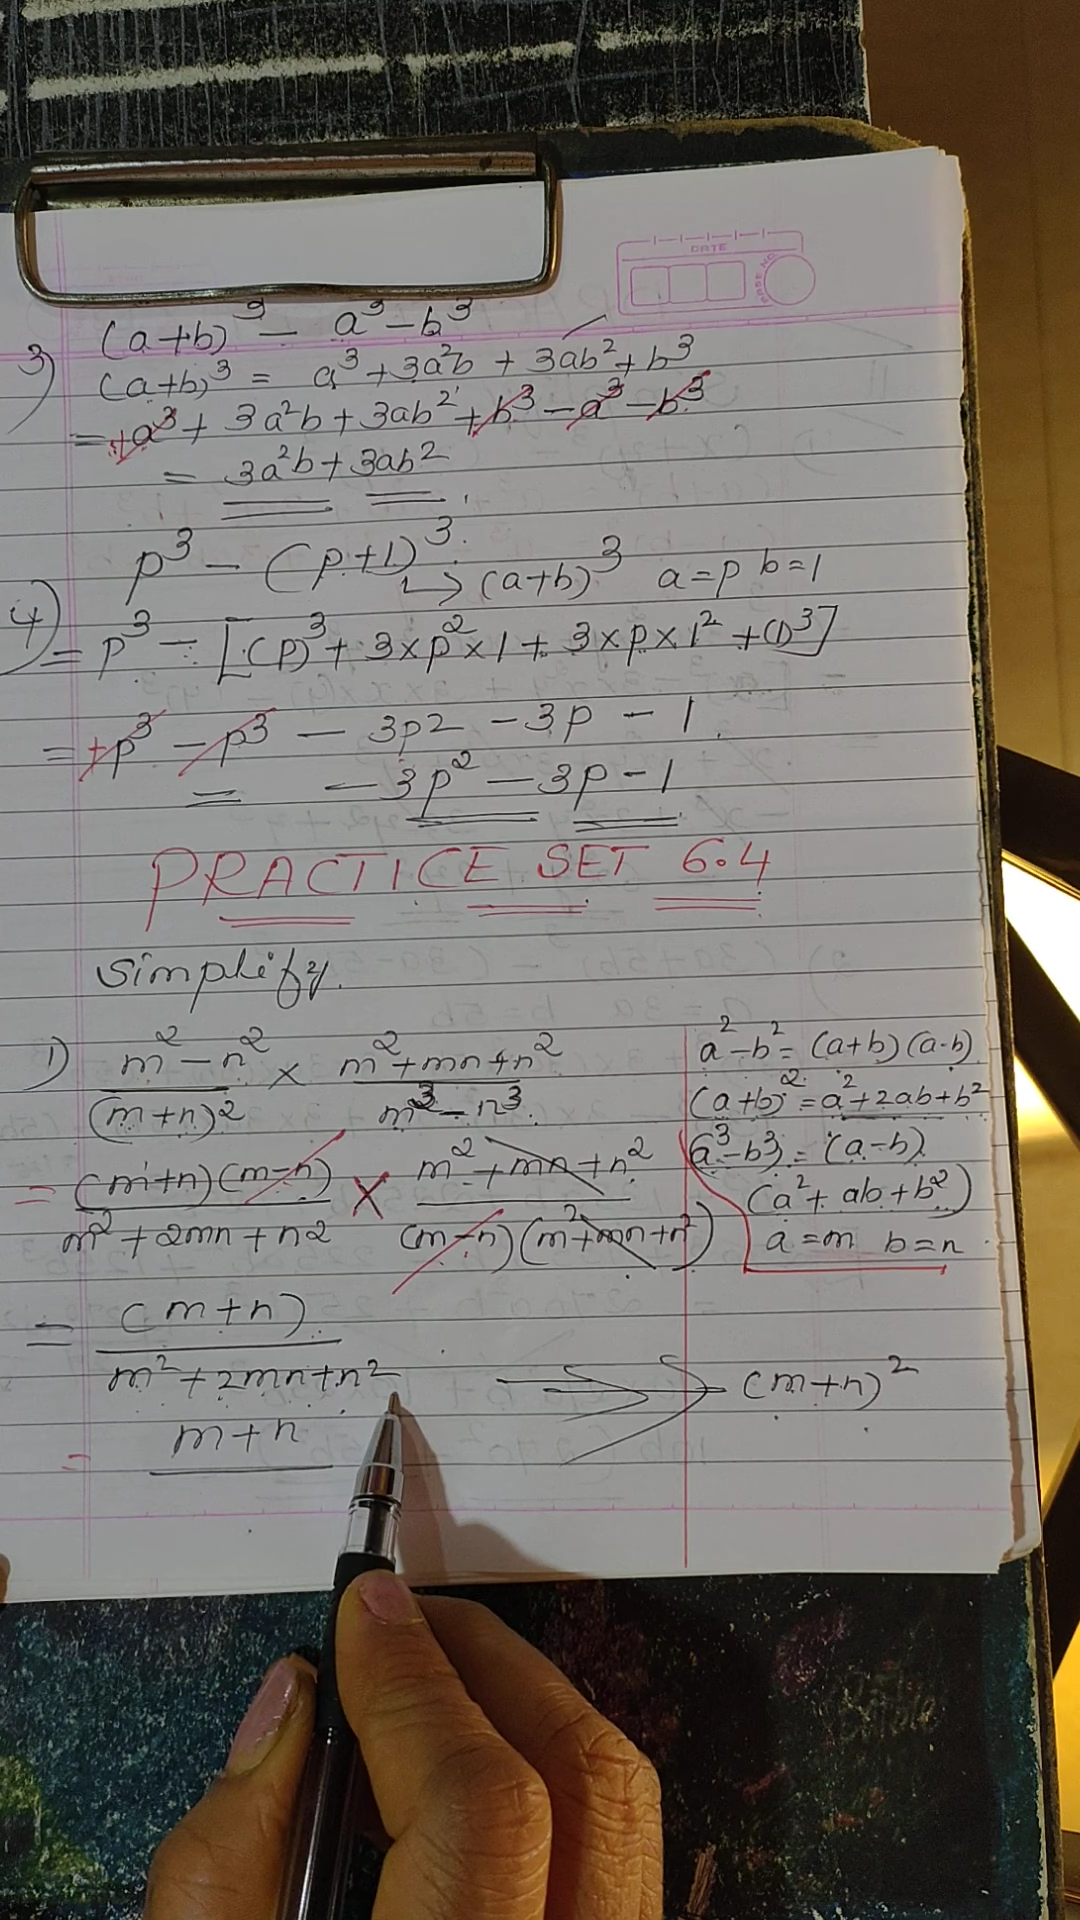 DATE
PAGE NO.
(a+b)³ - a³-b³
3) (a+b)³ = a³+3a²b + 3ab²+b³
= +a³+ 3a²b+3ab²+b³-a³-b³
= 3a²b+3ab²
p³ - (p+1)³
↳ (a+b)³ a=p b=1
4) = p³ - [(p)³+ 3×p²×1+ 3×p×1² +(1)³]
= +p³ - p³ - 3p2 -3p - 1
= -3p²-3p-1
PRACTICE SET 6.4
Simplify.
1) m²-n²/(m+n)2 × m²+mn+n²/m³-n³
a²-b²=(a+b)(a-b)
(a+b)²=a²+2ab+b²
a³-b³=(a-b)
(a²+ab+b²)
a=m b=n
= (m+n)(m-n)/m²+2mn+n2 × m²+mn+n²/(m-n)(m²+mn+n²)
= (m+n)/m²+2mn+n² → (m+n)²
= m+n